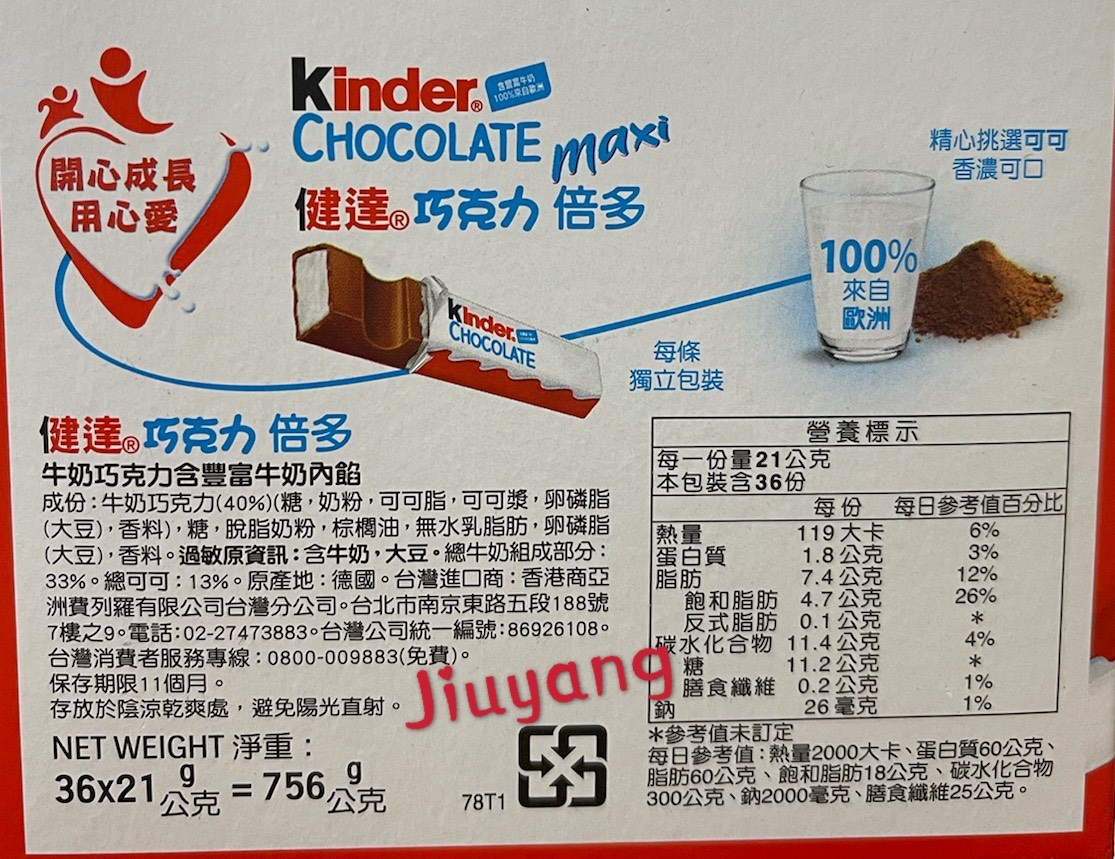 開心成長
用心愛
Kinder®
含豐富牛奶
100%來自歐洲
CHOCOLATE maxi
健達®巧克力 倍多
精心挑選可可
香濃可口
100%
來自
歐洲
Kinder
CHOCOLATE
每條
獨立包裝
健達®巧克力 倍多
牛奶巧克力含豐富牛奶內餡
成份：牛奶巧克力(40%)(糖，奶粉，可可脂，可可漿，卵磷脂
(大豆)，香料)，糖，脫脂奶粉，棕櫚油，無水乳脂肪，卵磷脂
(大豆)，香料。過敏原資訊：含牛奶，大豆。總牛奶組成部分：
33%。總可可：13%。原產地：德國。台灣進口商：香港商亞
洲費列羅有限公司台灣分公司。台北市南京東路五段188號
7樓之9。電話：02-27473883。台灣公司統一編號：86926108。
台灣消費者服務專線：0800-009883(免費)。
保存期限11個月。
存放於陰涼乾爽處，避免陽光直射。
Jiuyang
NET WEIGHT 淨重：
36x21 g 公克 = 756 g 公克
78T1
營養標示
每一份量21公克
本包裝含36份
每份 每日參考值百分比
熱量 119 大卡 6%
蛋白質 1.8 公克 3%
脂肪 7.4 公克 12%
飽和脂肪 4.7 公克 26%
反式脂肪 0.1 公克 *
碳水化合物 11.4 公克 4%
糖 11.2 公克 *
膳食纖維 0.2 公克 1%
鈉 26 毫克 1%
*參考值未訂定
每日參考值：熱量2000大卡、蛋白質60公克、
脂肪60公克、飽和脂肪18公克、碳水化合物
300公克、鈉2000毫克、膳食纖維25公克。